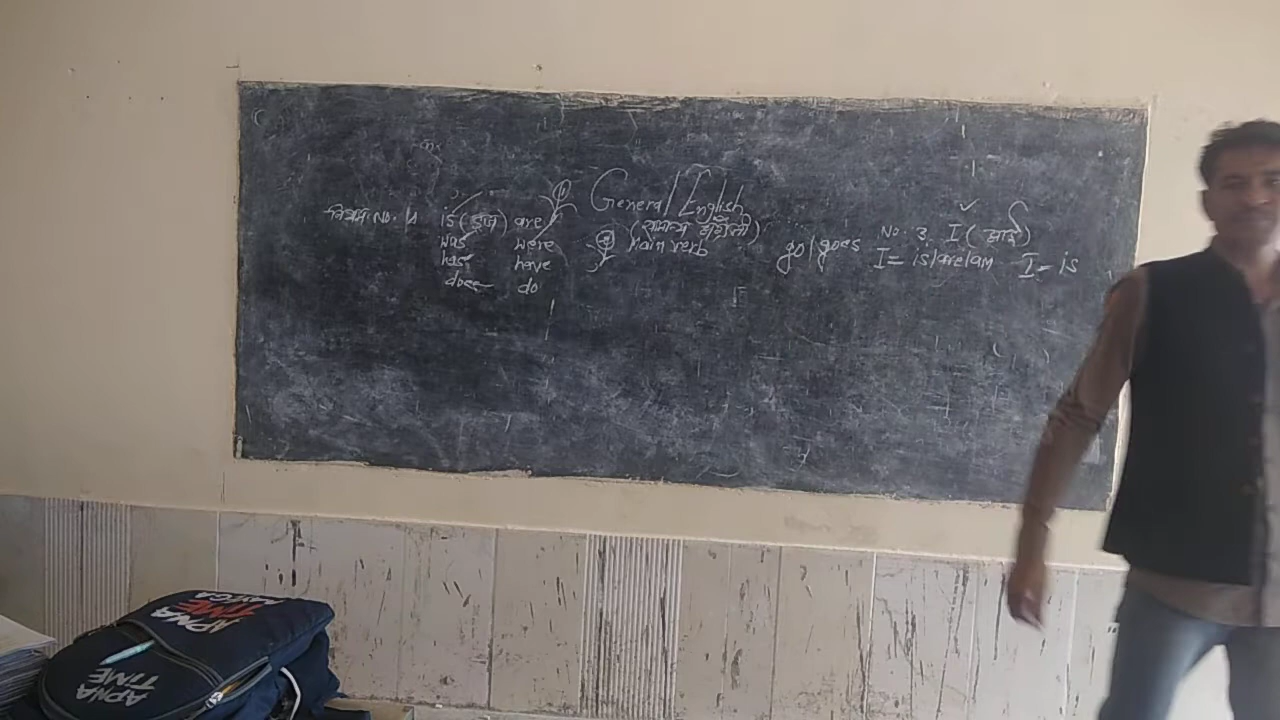 General English
(सामान्य इंग्लिश)
नियम No. 1
is (इज) are
was were
has have
does do
Main verb
go/goes
No 3. I (आई)
I = is/are/am I = is
APNA
TIME
AAYEGA
APNA
TIME